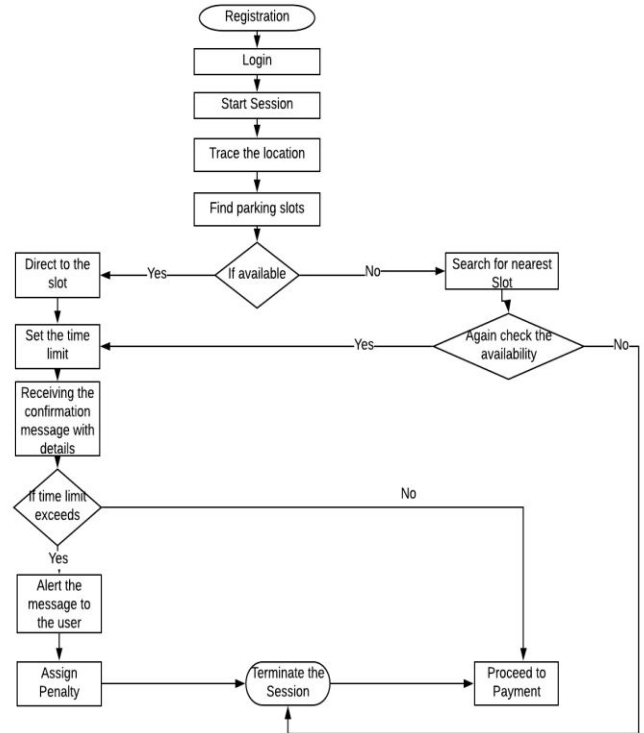 Registration
Login
Start Session
Trace the location
Find parking slots
If available
Yes
No
Direct to the
slot
Search for nearest
Slot
Set the time
limit
Again check the
availability
Yes
No
Receiving the
confirmation
message with
details
If time limit
exceeds
No
Yes
Alert the
message to
the user
Assign
Penalty
Terminate the
Session
Proceed to
Payment